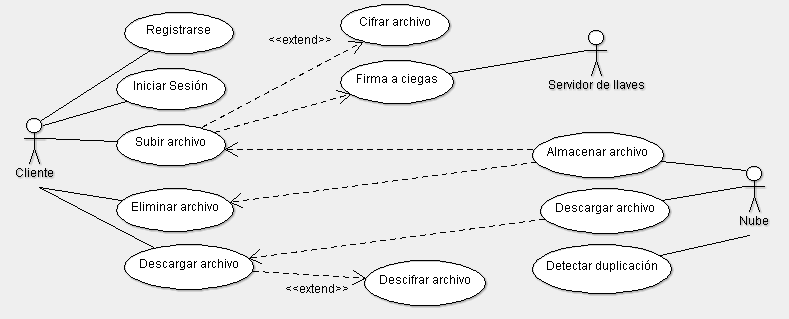 Registrarse
Cifrar archivo
<<extend>>
Iniciar Sesión
Firma a ciegas
Servidor de llaves
Subir archivo
Almacenar archivo
Cliente
Eliminar archivo
Descargar archivo
Nube
Descargar archivo
Descifrar archivo
Detectar duplicación
<<extend>>